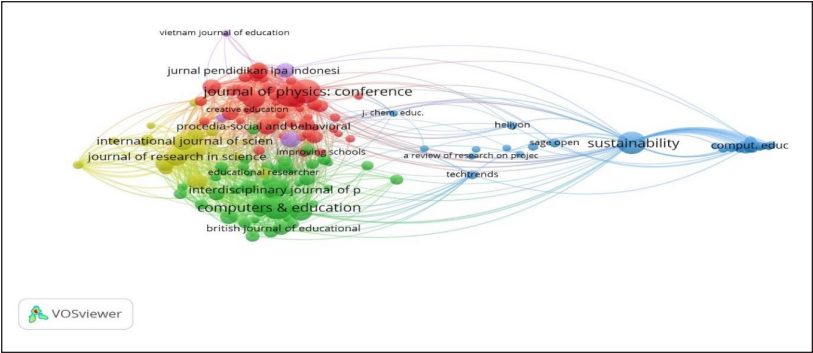 vietnam journal of education
jurnal pendidikan ipa indonesi
journal of physics: conference
creative education
j. chem. educ.
procedia-social and behavioral
heliyon
international journal of scien
sage open
sustainability
comput. educ
improving schools
journal of research in science
a review of research on projec
educational researcher
techtrends
interdisciplinary journal of p
computers & education
british journal of educational
VOSviewer